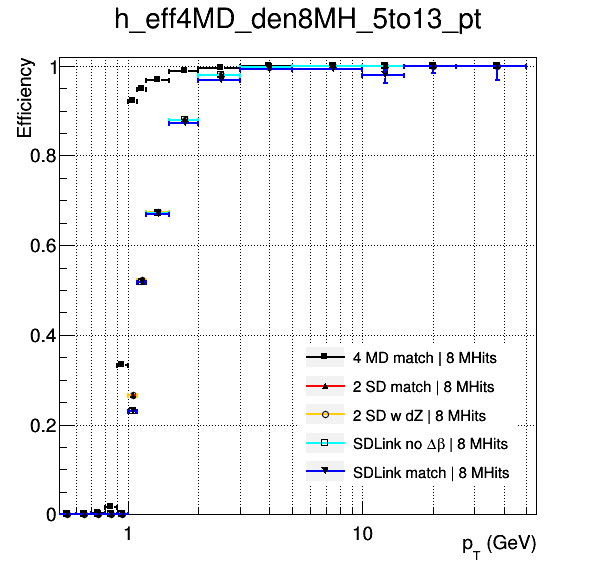 h_eff4MD_den8MH_5to13_pt
Efficiency
1
0.8
0.6
0.4
0.2
0
4 MD match | 8 MHits
2 SD match | 8 MHits
2 SD w dZ | 8 MHits
SDLink no Δβ | 8 MHits
SDLink match | 8 MHits
1 10
p_T (GeV)